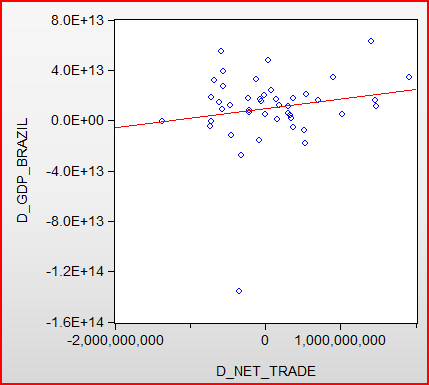 8.0E+13
4.0E+13
0.0E+00
-4.0E+13
-8.0E+13
-1.2E+14
-1.6E+14
D_GDP_BRAZIL
-2,000,000,000 0 1,000,000,000
D_NET_TRADE